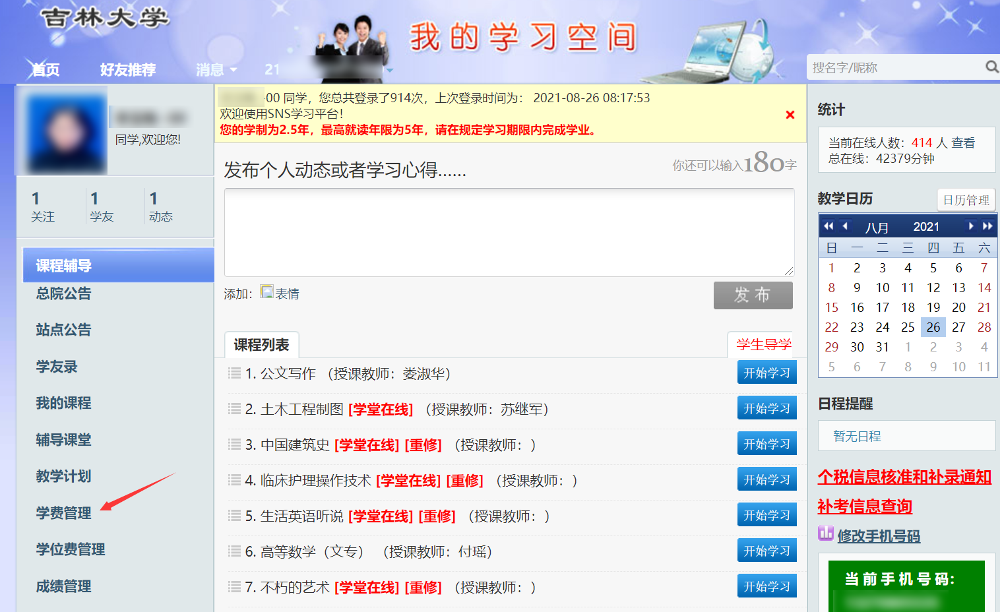 吉林大学
我的学习空间
首页
好友推荐
消息
21
搜名字/昵称
同学,欢迎您!
-00 同学，您总共登录了914次，上次登录时间为： 2021-08-26 08:17:53
欢迎使用SNS学习平台!
您的学制为2.5年，最高就读年限为5年，请在规定学习期限内完成学业。
1
关注
1
学友
1
动态
课程辅导
总院公告
站点公告
学友录
我的课程
辅导课堂
教学计划
学费管理
学位费管理
成绩管理
发布个人动态或者学习心得......
你还可以输入180字
添加：
表情
发 布
课程列表
学生导学
1. 公文写作 （授课教师：娄淑华）
开始学习
2. 土木工程制图 [学堂在线] （授课教师：苏继军）
开始学习
3. 中国建筑史 [学堂在线] [重修] （授课教师：）
开始学习
4. 临床护理操作技术 [学堂在线] [重修] （授课教师：）
开始学习
5. 生活英语听说 [学堂在线] [重修] （授课教师：）
开始学习
6. 高等数学（文专） （授课教师：付瑶）
开始学习
7. 不朽的艺术 [学堂在线] [重修] （授课教师：）
开始学习
统计
当前在线人数：414 人 查看
总在线：42379分钟
教学日历
日历管理
八月 2021
日 一 二 三 四 五 六
1 2 3 4 5 6 7
8 9 10 11 12 13 14
15 16 17 18 19 20 21
22 23 24 25 26 27 28
29 30 31 1 2 3 4
5 6 7 8 9 10 11
日程提醒
暂无日程
个税信息核准和补录通知
补考信息查询
修改手机号码
当前手机号码: